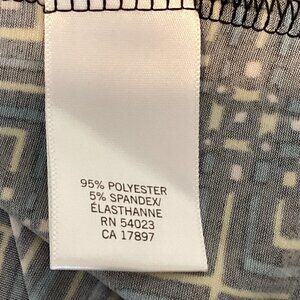 95% POLYESTER
5% SPANDEX/
ÉLASTHANNE
RN 54023
CA 17897